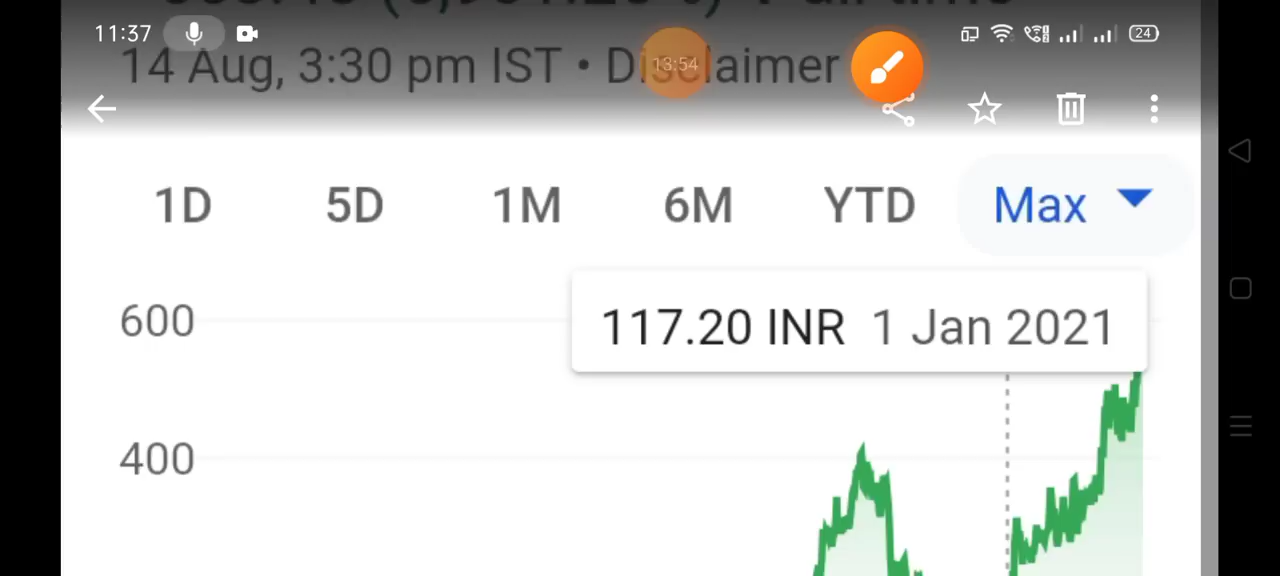 11:37
24
14 Aug, 3:30 pm IST • Disclaimer
13:54
1D 5D 1M 6M YTD Max
600
117.20 INR 1 Jan 2021
400